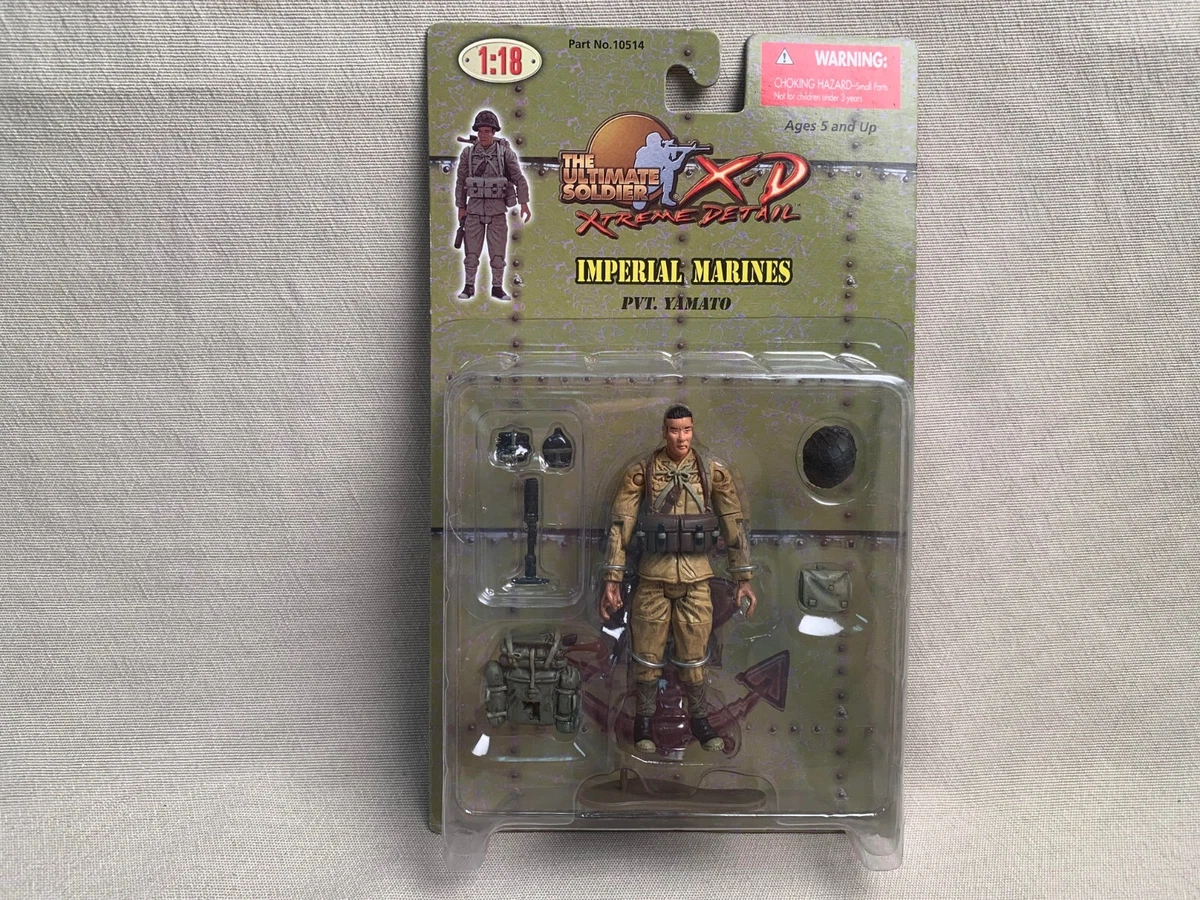 1:18
Part No.10514
WARNING:
CHOKING HAZARD-Small Parts
Not for children under 3 years
Ages 5 and Up
THE
ULTIMATE
SOLDIER
X-D
XTREME DETAIL
IMPERIAL MARINES
PVT. YAMATO